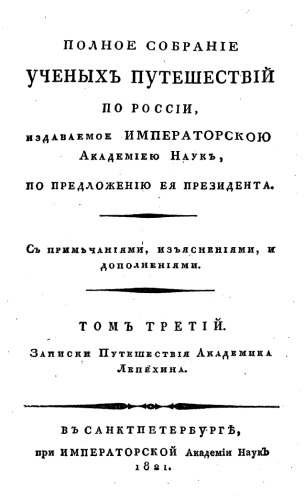 ПОЛНОЕ СОБРАНІЕ
УЧЕНЫХЪ ПУТЕШЕСТВІЙ
ПО РОССІИ,
ИЗДАВАЕМОЕ ИМПЕРАТОРСКОЮ
АКАДЕМІЕЮ НАУКЪ,
ПО ПРЕДЛОЖЕНІЮ ЕЯ ПРЕЗИДЕНТА.
Съ ПРИМѢЧАНІЯМИ, ИЗЪЯСНЕНІЯМИ, И
ДОПОЛНЕНІЯМИ.
ТОМЪ ТРЕТІЙ.
Записки Путешествія Академика
Лепехина.
ВЪ САНКТПЕТЕРБУРГѢ,
при ИМПЕРАТОРСКОЙ Академіи Наукъ
1821.